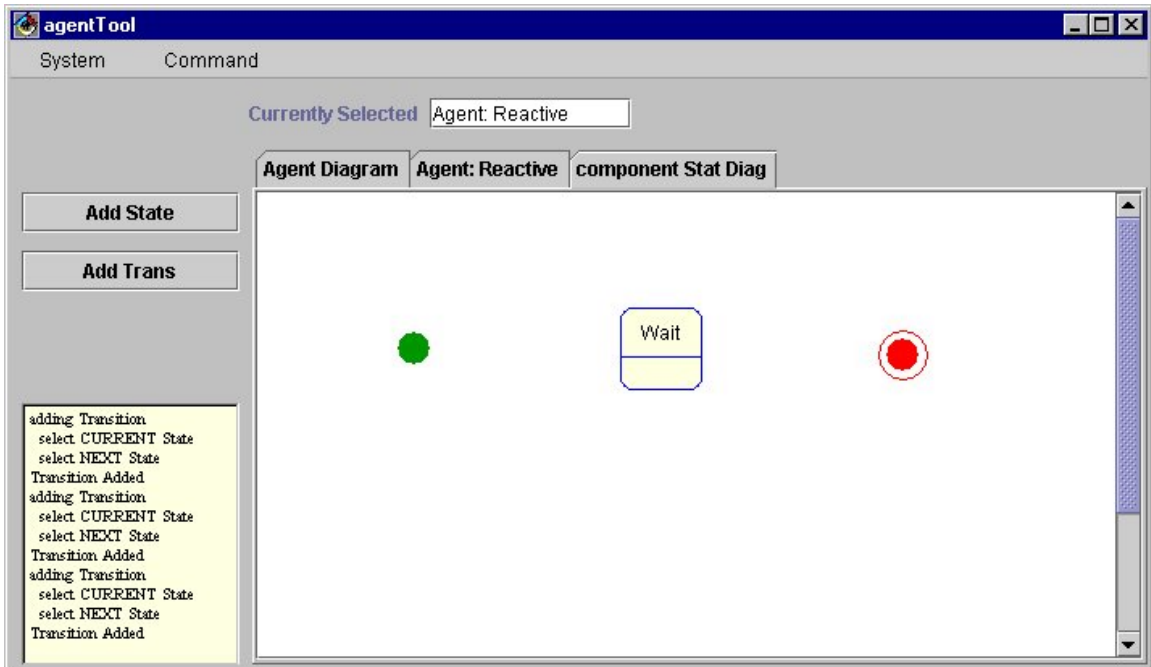 agentTool
System Command
Currently Selected Agent: Reactive
Agent Diagram Agent: Reactive component Stat Diag
Add State
Add Trans
Wait
adding Transition
select CURRENT State
select NEXT State
Transition Added
adding Transition
select CURRENT State
select NEXT State
Transition Added
adding Transition
select CURRENT State
select NEXT State
Transition Added